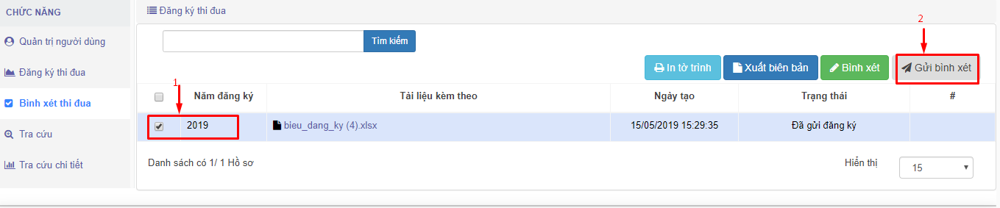 CHỨC NĂNG
Đăng ký thi đua
Quản trị người dùng
Đăng ký thi đua
Bình xét thi đua
Tra cứu
Tra cứu chi tiết
Tìm kiếm
2
In tờ trình
Xuất biên bản
Bình xét
Gửi bình xét
1
Năm đăng ký
Tài liệu kèm theo
Ngày tạo
Trạng thái
#
2019
bieu_dang_ky (4).xlsx
15/05/2019 15:29:35
Đã gửi đăng ký
Danh sách có 1/ 1 Hồ sơ
Hiển thị
15